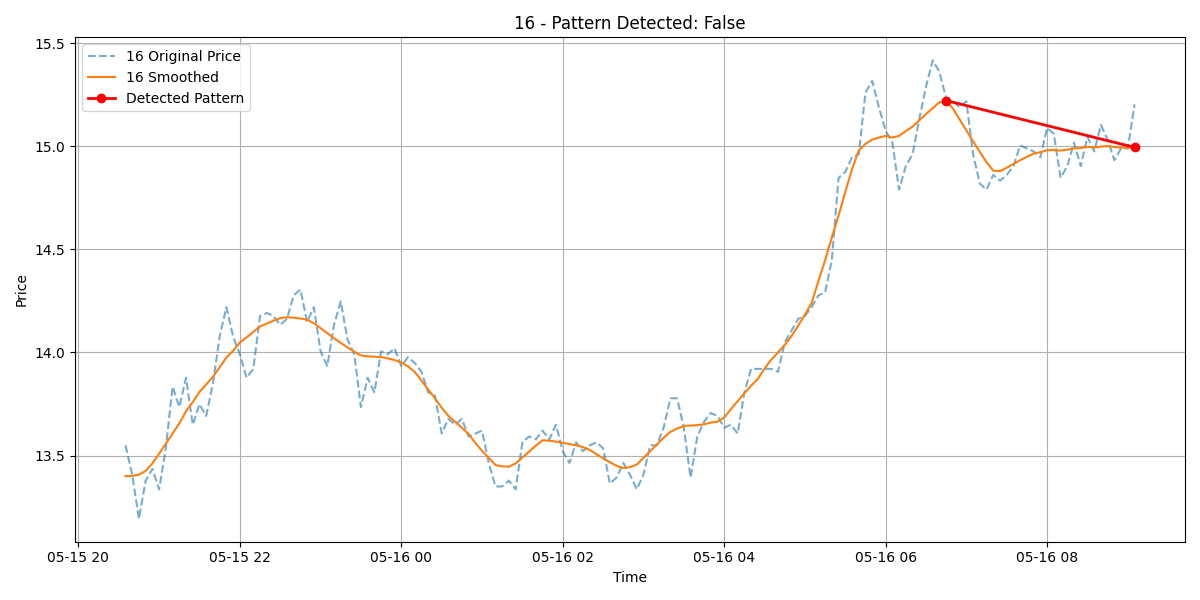 16 - Pattern Detected: False
16 Original Price
16 Smoothed
Detected Pattern
Price
15.5
15.0
14.5
14.0
13.5
05-15 20
05-15 22
05-16 00
05-16 02
05-16 04
05-16 06
05-16 08
Time